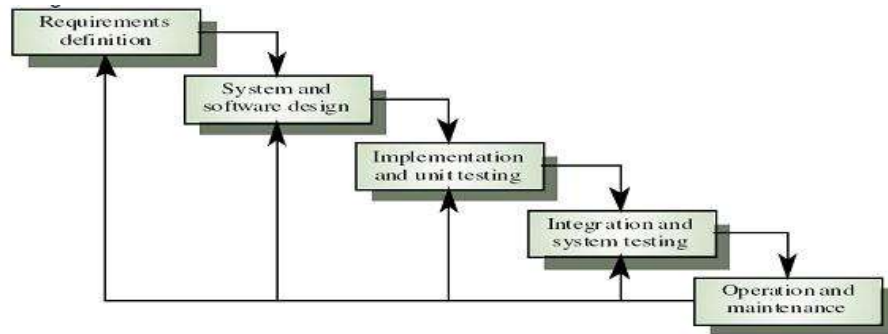 Requirements
definition
System and
software design
Implementation
and unit testing
Integration and
system testing
Operation and
maintenance